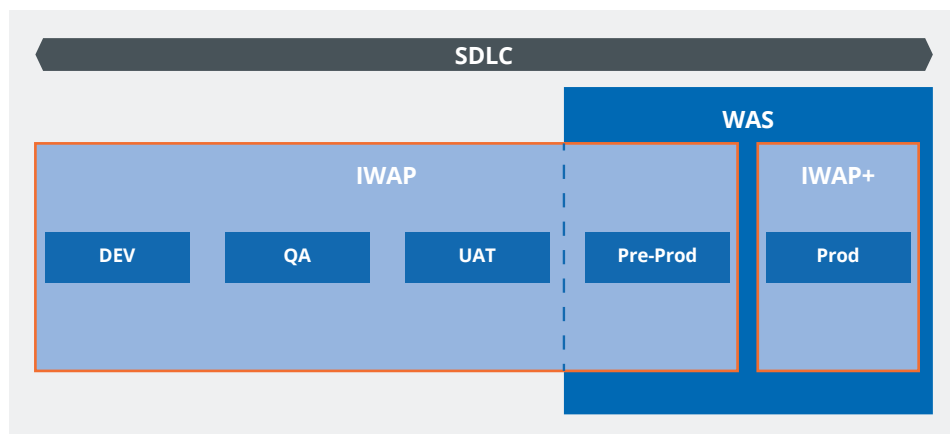 SDLC
WAS
IWAP
IWAP+
DEV
QA
UAT
Pre-Prod
Prod